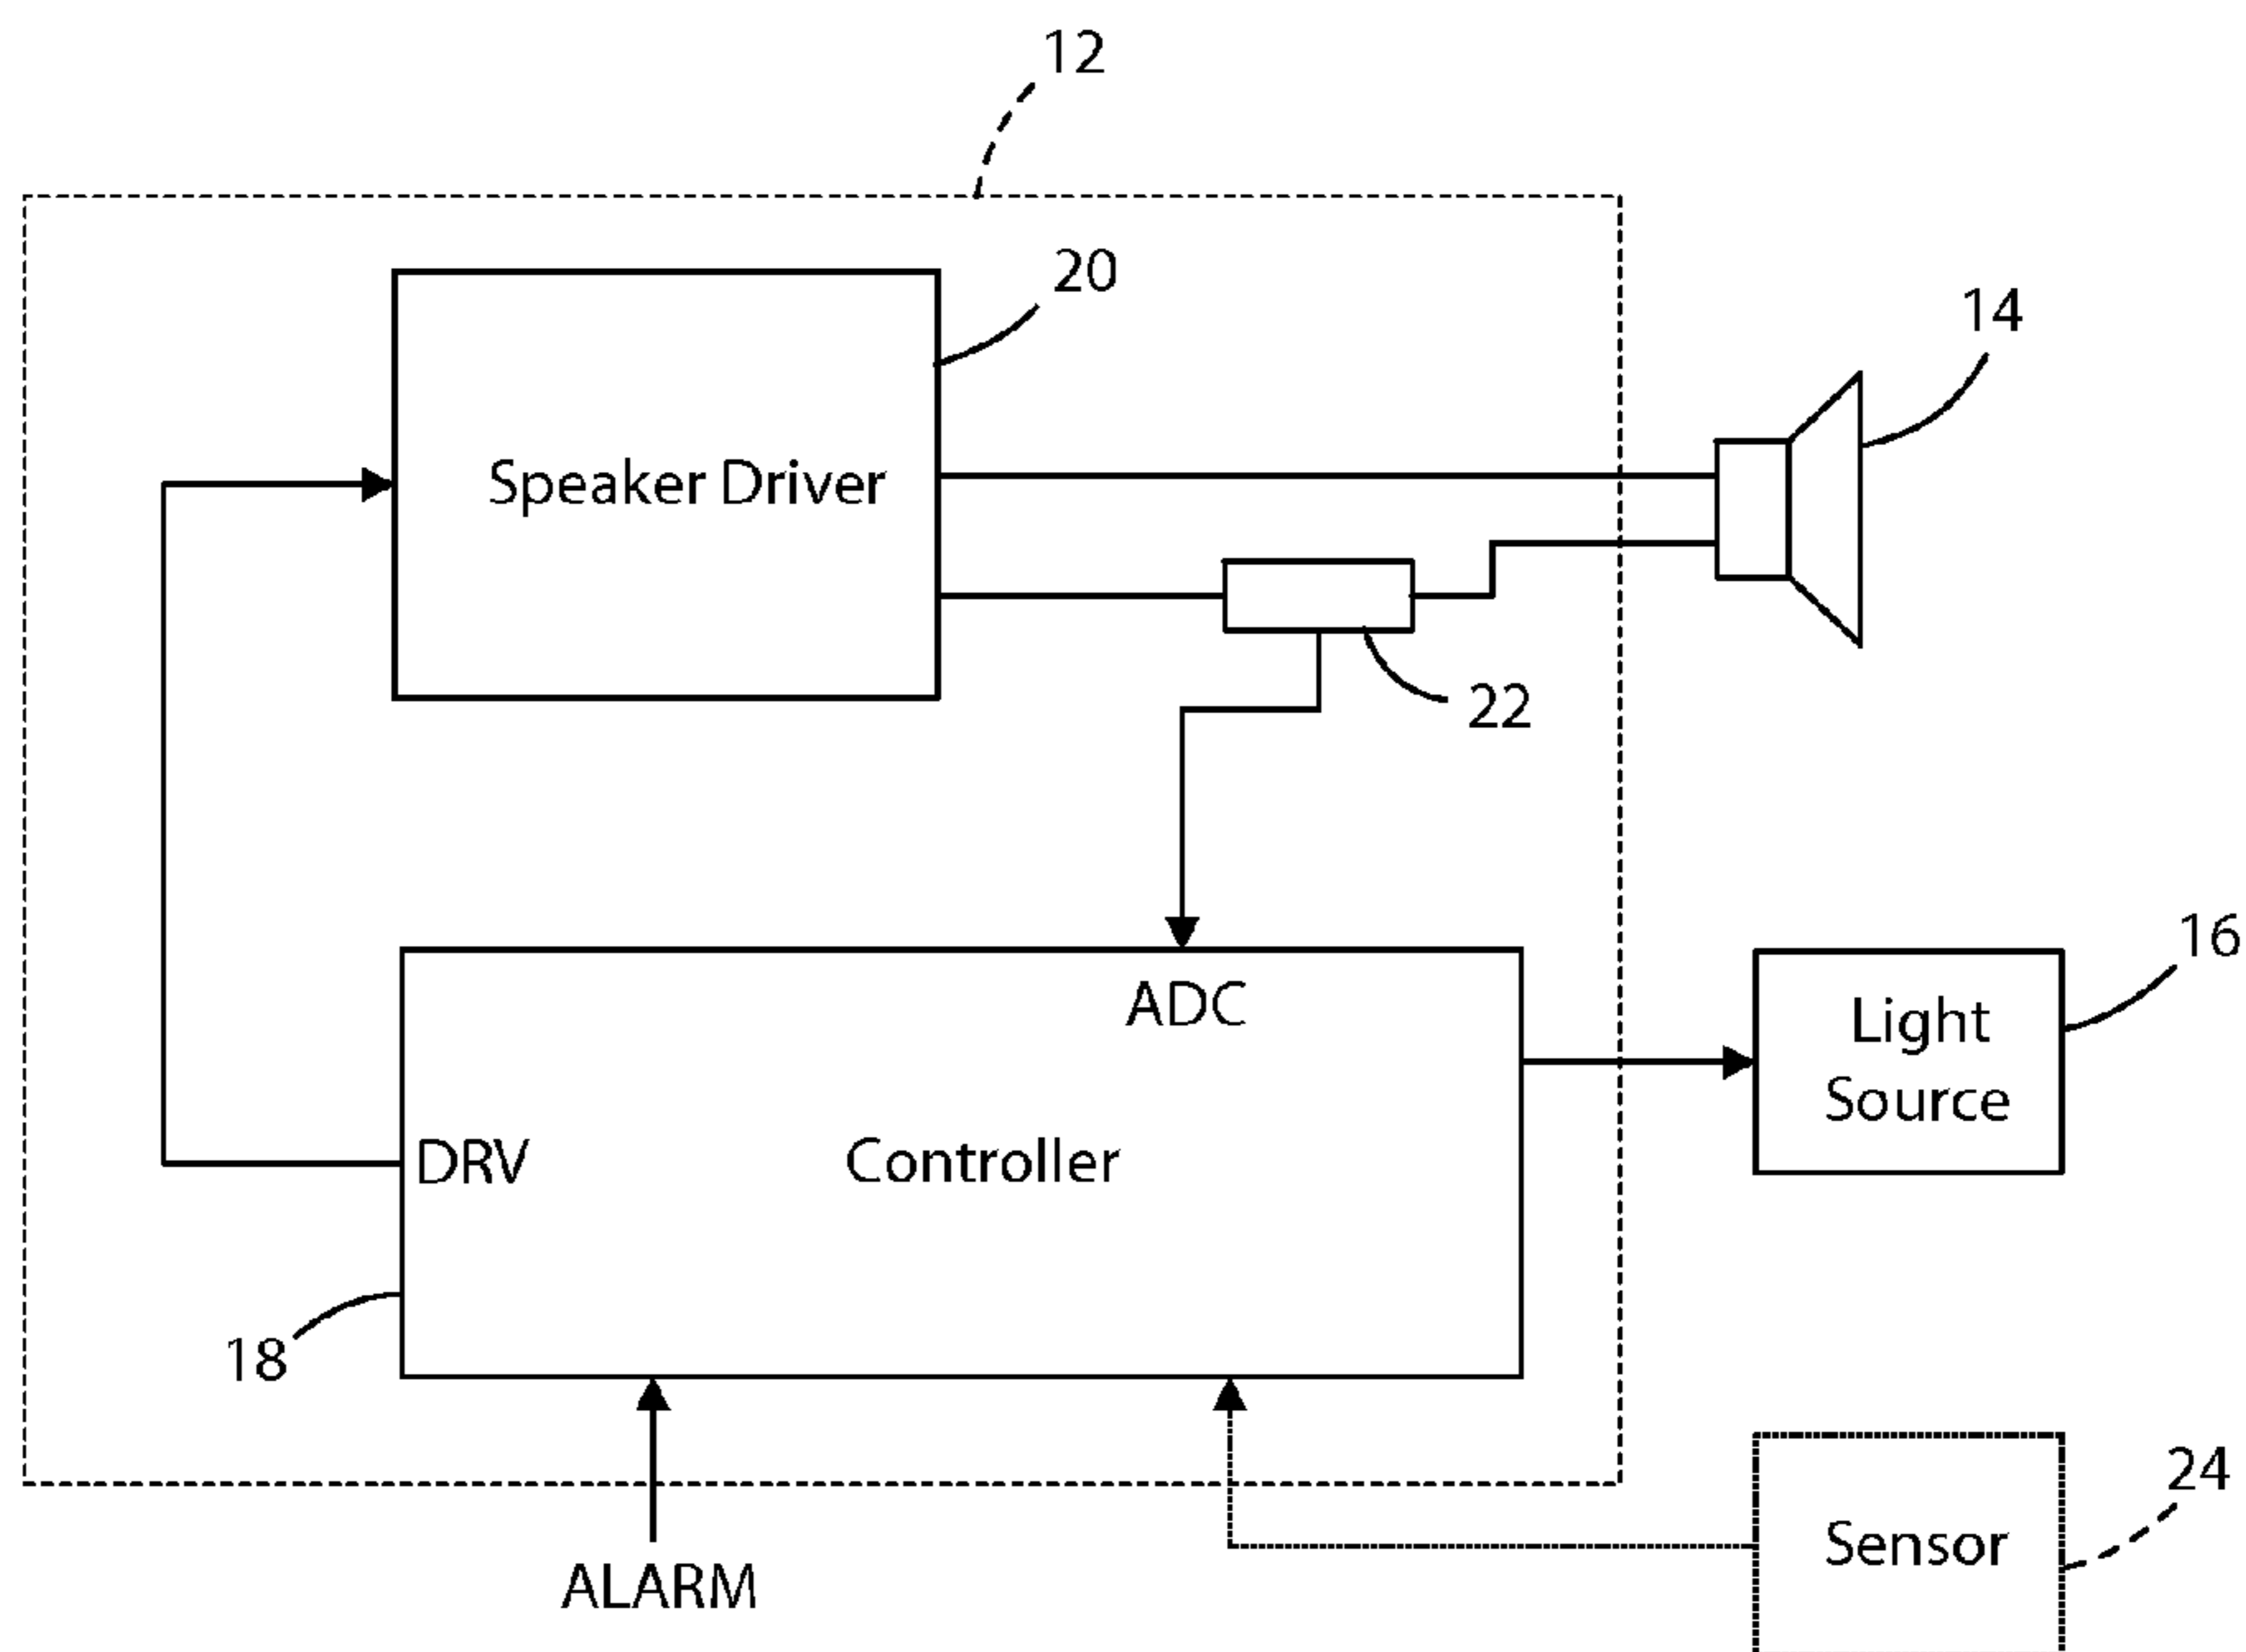 12
20
14
Speaker Driver
22
16
ADC
Light
Source
DRV
Controller
18
24
Sensor
ALARM